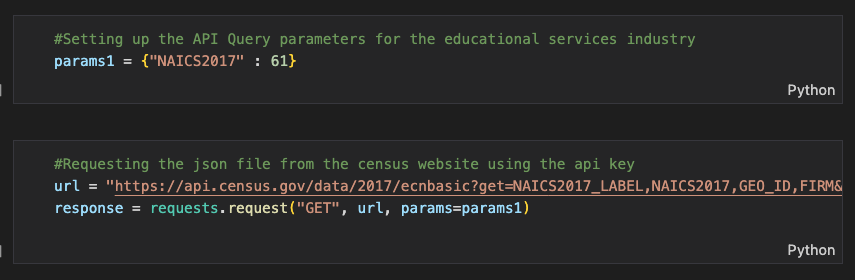 #Setting up the API Query parameters for the educational services industry
params1 = {"NAICS2017" : 61}
Python
#Requesting the json file from the census website using the api key
url = "https://api.census.gov/data/2017/ecnbasic?get=NAICS2017_LABEL,NAICS2017,GEO_ID,FIRM&
response = requests.request("GET", url, params=params1)
Python